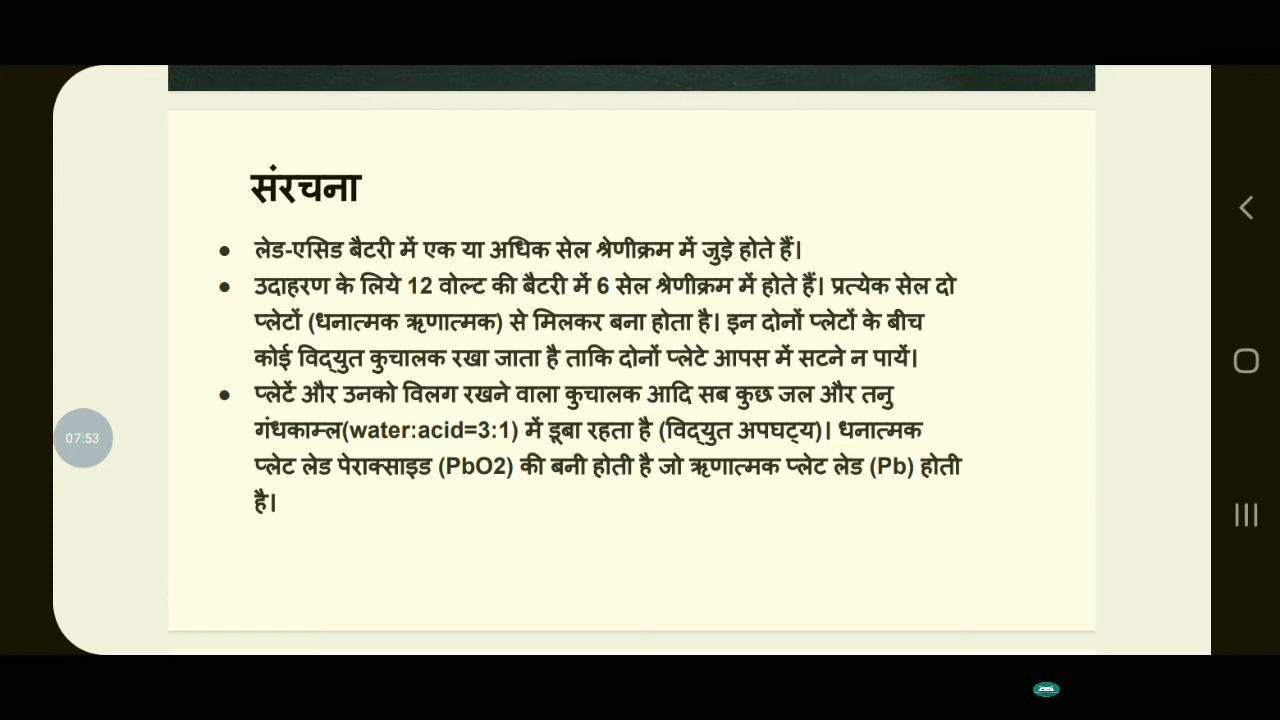 संरचना
● लेड-एसिड बैटरी में एक या अधिक सेल श्रेणीक्रम में जुड़े होते हैं।
● उदाहरण के लिये 12 वोल्ट की बैटरी में 6 सेल श्रेणीक्रम में होते हैं। प्रत्येक सेल दो
प्लेटों (धनात्मक ऋणात्मक) से मिलकर बना होता है। इन दोनों प्लेटों के बीच
कोई विद्युत कुचालक रखा जाता है ताकि दोनों प्लेटे आपस में सटने न पायें।
● प्लेटें और उनको विलग रखने वाला कुचालक आदि सब कुछ जल और तनु
गंधकाम्ल(water:acid=3:1) में डूबा रहता है (विद्युत अपघट्य)। धनात्मक
प्लेट लेड पेराक्साइड (PbO2) की बनी होती है जो ऋणात्मक प्लेट लेड (Pb) होती
है।
07:53